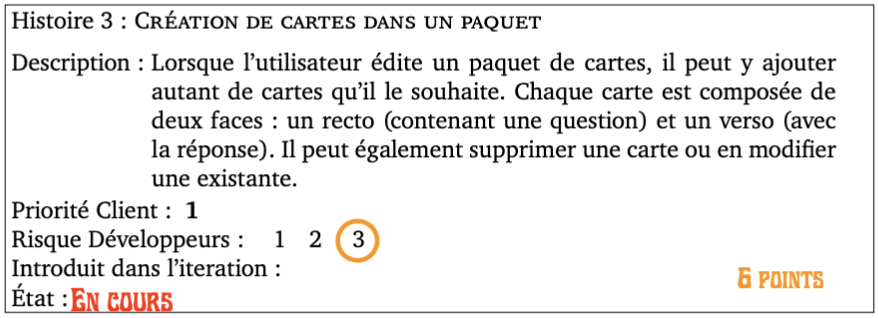 Histoire 3 : CRÉATION DE CARTES DANS UN PAQUET
Description : Lorsque l'utilisateur édite un paquet de cartes, il peut y ajouter
autant de cartes qu'il le souhaite. Chaque carte est composée de
deux faces : un recto (contenant une question) et un verso (avec
la réponse). Il peut également supprimer une carte ou en modifier
une existante.
Priorité Client : 1
Risque Développeurs : 1 2 3
Introduit dans l'iteration :
6 POINTS
État : EN COURS